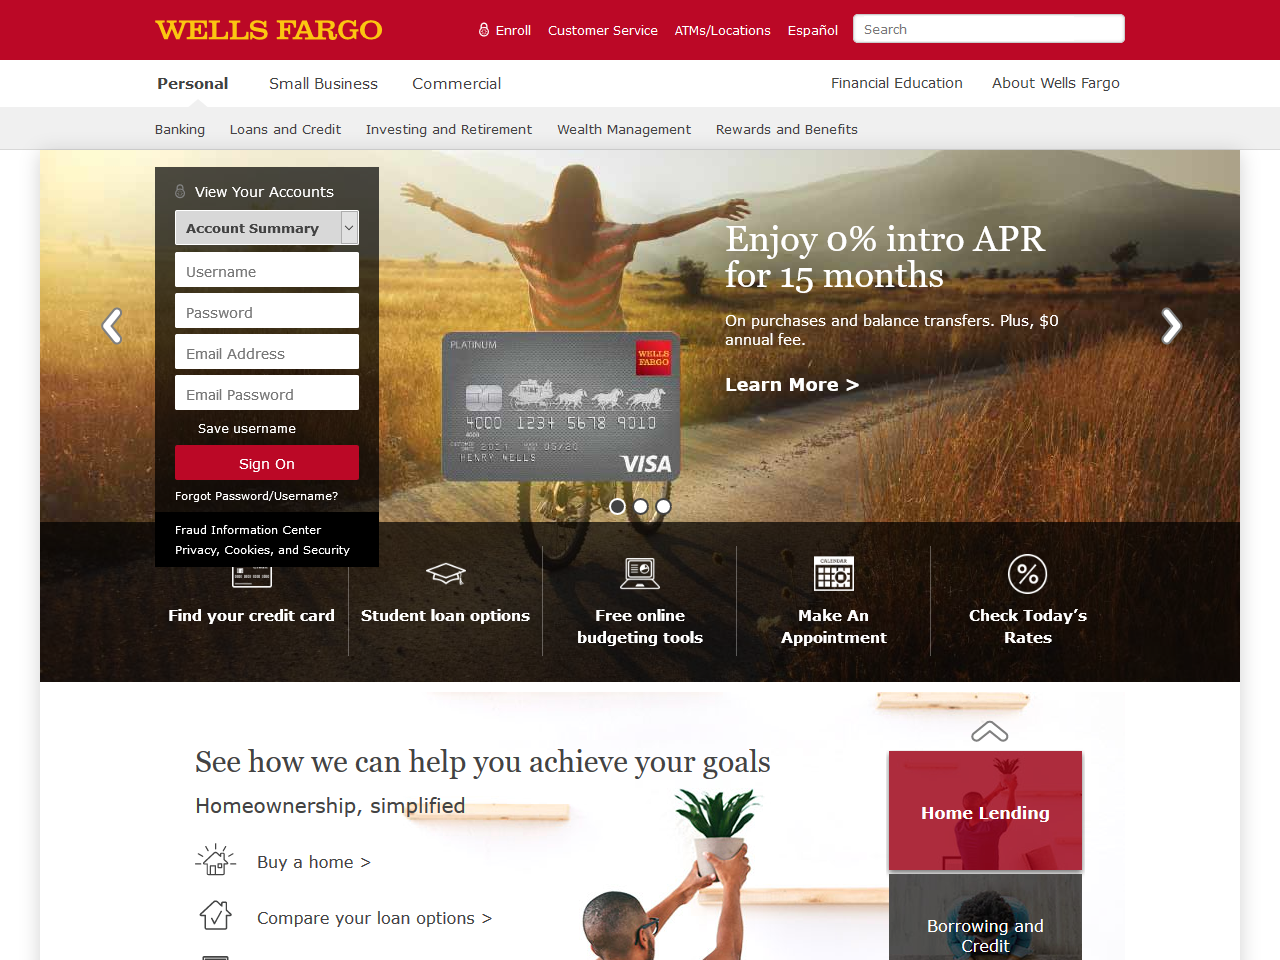 WELLS FARGO
Enroll Customer Service ATMs/Locations Español Search
Personal Small Business Commercial Financial Education About Wells Fargo
Banking Loans and Credit Investing and Retirement Wealth Management Rewards and Benefits
View Your Accounts
Account Summary
Username
Password
Email Address
Email Password
Save username
Sign On
Forgot Password/Username?
Fraud Information Center
Privacy, Cookies, and Security
Enjoy 0% intro APR
for 15 months
On purchases and balance transfers. Plus, $0
annual fee.
Learn More >
PLATINUM
WELLS
FARGO
4000 1234 5678 9010
4000
05/20
HENRY WELLS
VISA
Find your credit card
Student loan options
Free online
budgeting tools
CALENDAR
Make An
Appointment
Check Today’s
Rates
See how we can help you achieve your goals
Homeownership, simplified
Buy a home >
Compare your loan options >
Home Lending
Borrowing and
Credit